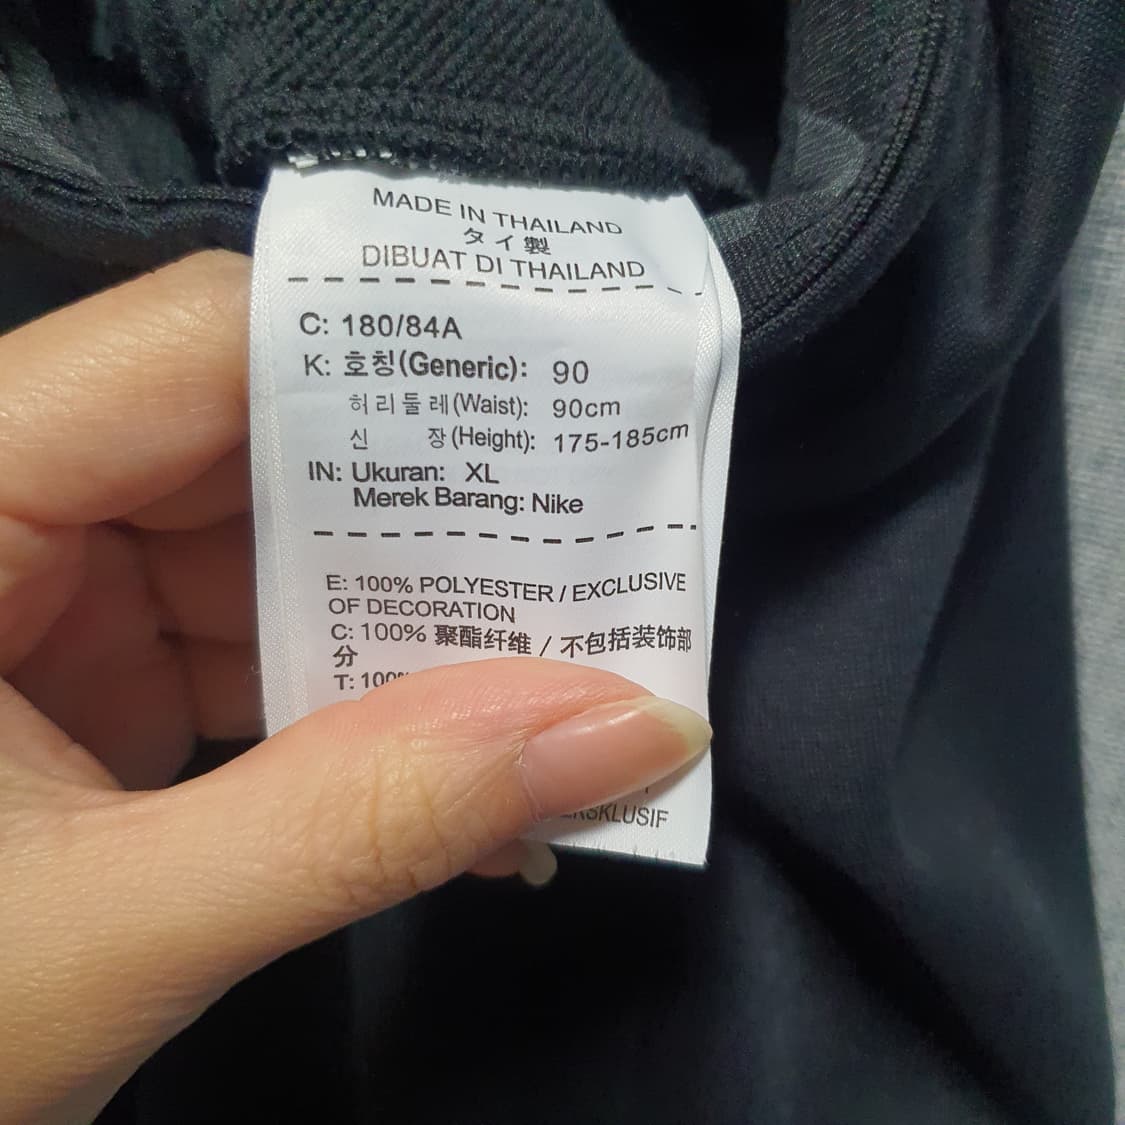 MADE IN THAILAND
タイ製
DIBUAT DI THAILAND
C: 180/84A
K: 호칭(Generic): 90
허리둘레(Waist): 90cm
신 장(Height): 175-185cm
IN: Ukuran: XL
Merek Barang: Nike
E: 100% POLYESTER / EXCLUSIVE
OF DECORATION
C: 100% 聚酯纤维 / 不包括装饰部
分
T: 100%